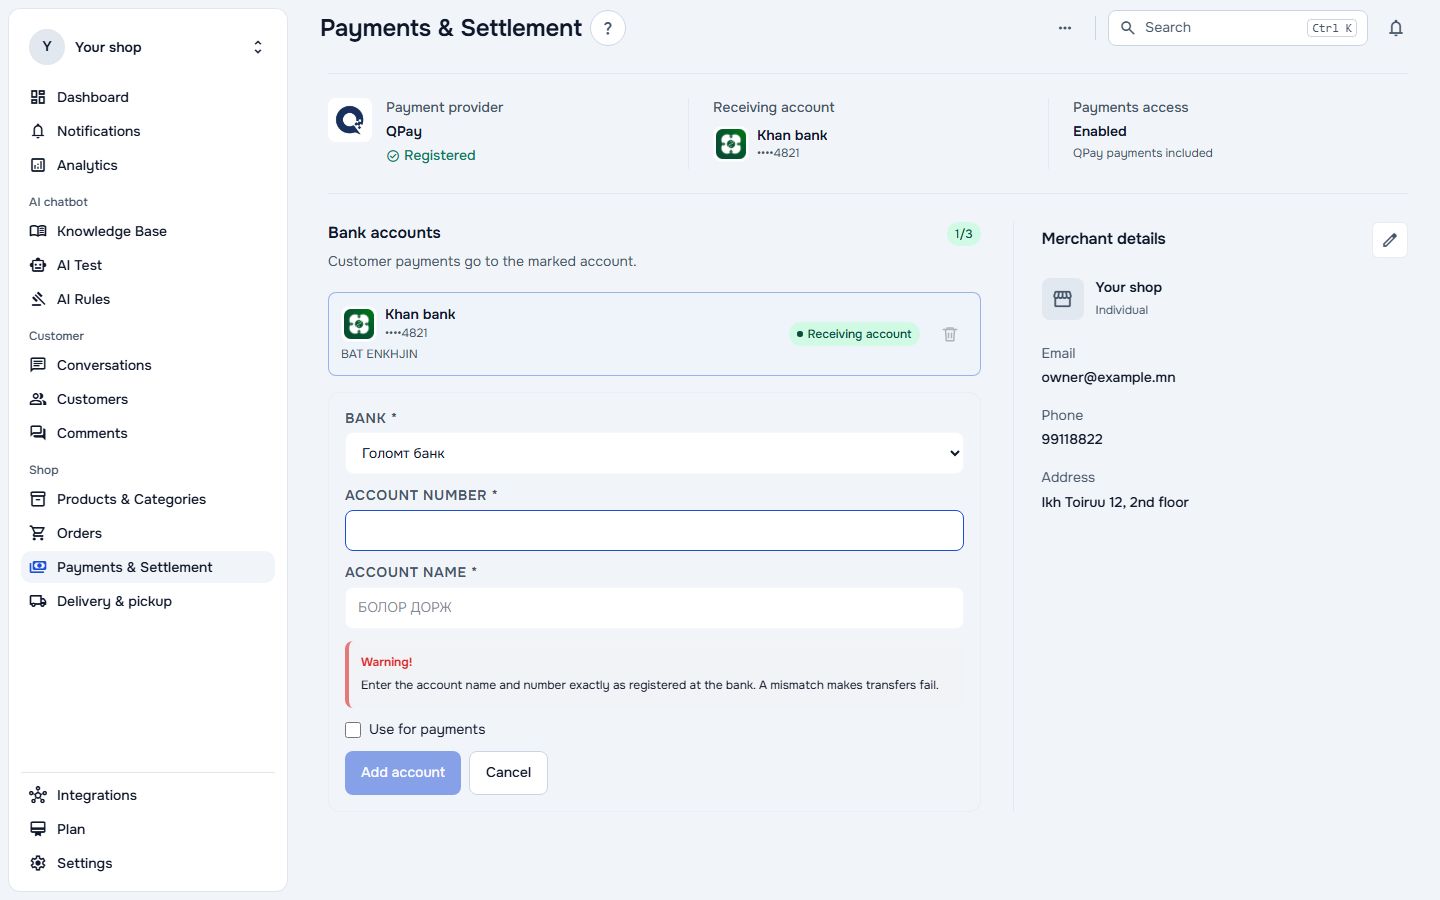 Y Your shop
Dashboard
Notifications
Analytics
AI chatbot
Knowledge Base
AI Test
AI Rules
Customer
Conversations
Customers
Comments
Shop
Products & Categories
Orders
Payments & Settlement
Delivery & pickup
Integrations
Plan
Settings
Payments & Settlement ?
Search Ctrl K
Payment provider
QPay
Registered
Receiving account
Khan bank
••••4821
Payments access
Enabled
QPay payments included
Bank accounts 1/3
Customer payments go to the marked account.
Khan bank
••••4821
BAT ENKHJIN
Receiving account
BANK *
Голомт банк
ACCOUNT NUMBER *
ACCOUNT NAME *
БОЛОР ДОРЖ
Warning!
Enter the account name and number exactly as registered at the bank. A mismatch makes transfers fail.
Use for payments
Add account Cancel
Merchant details
Your shop
Individual
Email
owner@example.mn
Phone
99118822
Address
Ikh Toiruu 12, 2nd floor